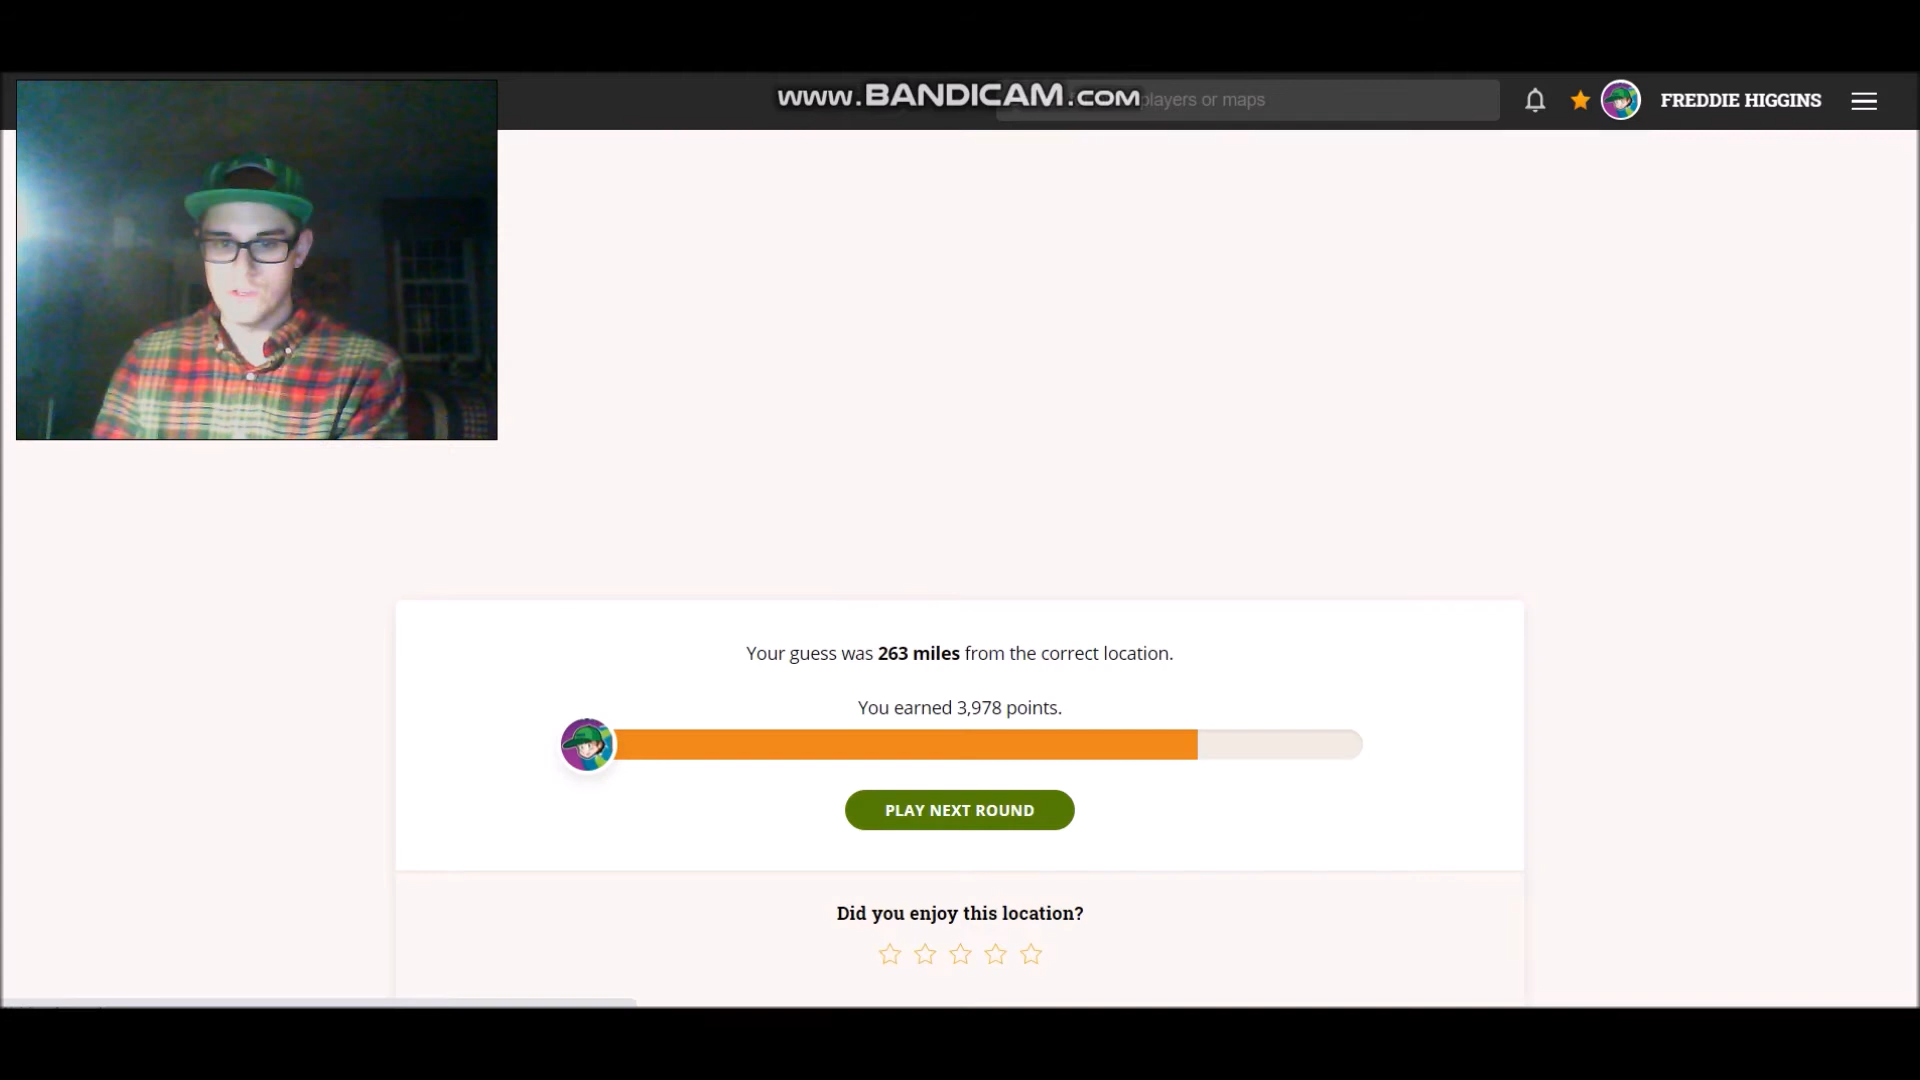 www.BANDICAM.com
players or maps
FREDDIE HIGGINS
Your guess was 263 miles from the correct location.
You earned 3,978 points.
PLAY NEXT ROUND
Did you enjoy this location?